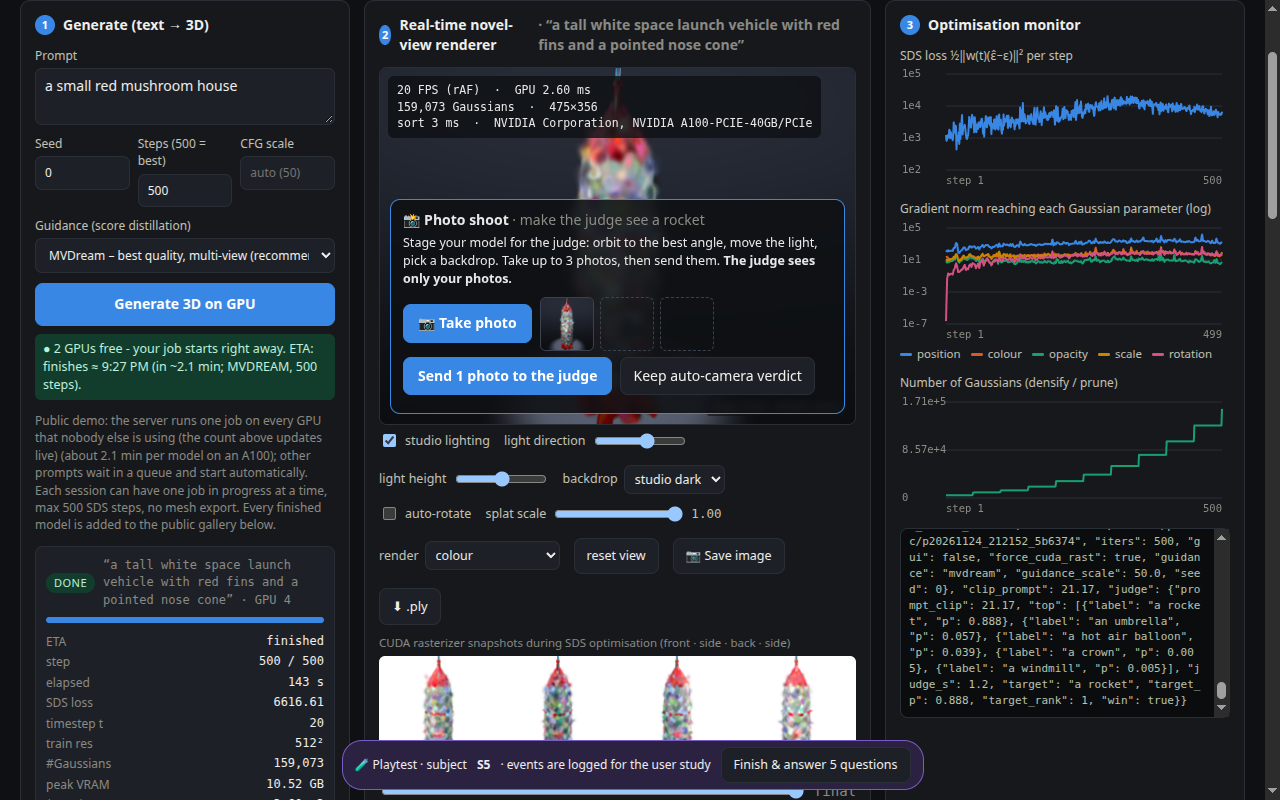 1 Generate (text → 3D)
Prompt
a small red mushroom house
Seed
Steps (500 = best)
CFG scale
0
500
auto (50)
Guidance (score distillation)
MVDream – best quality, multi-view (recommen
Generate 3D on GPU
● 2 GPUs free - your job starts right away. ETA:
finishes ≈ 9:27 PM (in ~2.1 min; MVDREAM, 500
steps).
Public demo: the server runs one job on every GPU
that nobody else is using (the count above updates
live) (about 2.1 min per model on an A100); other
prompts wait in a queue and start automatically.
Each session can have one job in progress at a time,
max 500 SDS steps, no mesh export. Every finished
model is added to the public gallery below.
DONE
“a tall white space launch
vehicle with red fins and a
pointed nose cone” · GPU 4
ETA finished
step 500 / 500
elapsed 143 s
SDS loss 6616.61
timestep t 20
train res 512²
#Gaussians 159,073
peak VRAM 10.52 GB
2 Real-time novel-
view renderer
· “a tall white space launch vehicle with red
fins and a pointed nose cone”
20 FPS (rAF) · GPU 2.60 ms
159,073 Gaussians · 475×356
sort 3 ms · NVIDIA Corporation, NVIDIA A100-PCIE-40GB/PCIe
📸 Photo shoot · make the judge see a rocket
Stage your model for the judge: orbit to the best angle, move the light,
pick a backdrop. Take up to 3 photos, then send them. The judge sees
only your photos.
📷 Take photo
Send 1 photo to the judge
Keep auto-camera verdict
studio lighting light direction
light height backdrop studio dark
auto-rotate splat scale 1.00
render colour reset view 📷 Save image
⬇ .ply
CUDA rasterizer snapshots during SDS optimisation (front · side · back · side)
final
3 Optimisation monitor
SDS loss ½‖w(t)(ε̂−ε)‖² per step
1e5
1e4
1e3
1e2
step 1 500
Gradient norm reaching each Gaussian parameter (log)
1e5
1e1
1e-3
1e-7
step 1 499
position colour opacity scale rotation
Number of Gaussians (densify / prune)
1.71e+5
8.57e+4
0
step 1 500
c/p20261124_212152_5b6374", "iters": 500, "g
ui": false, "force_cuda_rast": true, "guidan
ce": "mvdream", "guidance_scale": 50.0, "see
d": 0}, "clip_prompt": 21.17, "judge": {"pro
mpt_clip": 21.17, "top": [{"label": "a rocke
t", "p": 0.888}, {"label": "an umbrella",
"p": 0.057}, {"label": "a hot air balloon",
"p": 0.039}, {"label": "a crown", "p": 0.00
5}, {"label": "a windmill", "p": 0.005}], "j
udge_s": 1.2, "target": "a rocket", "target_
p": 0.888, "target_rank": 1, "win": true}}
🧪 Playtest · subject S5 · events are logged for the user study
Finish & answer 5 questions